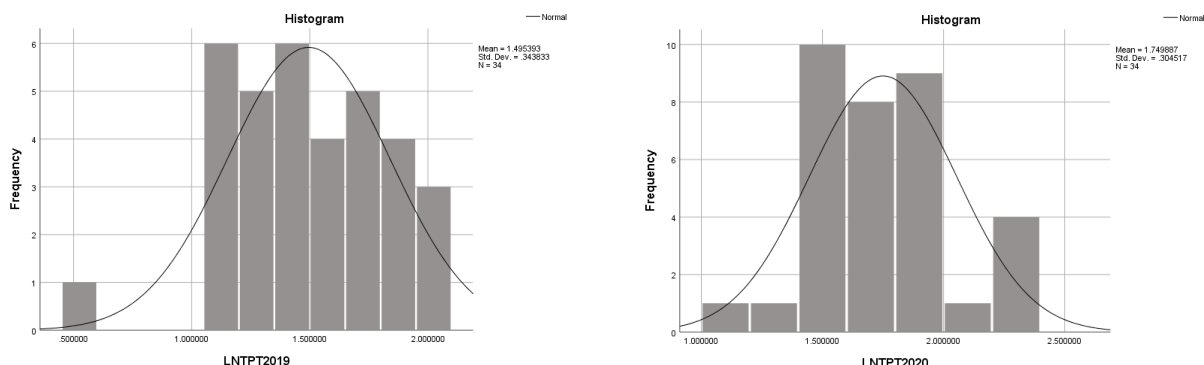 Histogram
Normal
Mean = 1.495393
Std. Dev. = .343833
N = 34
6
5
4
3
2
1
0
Frequency
.500000 1.000000 1.500000 2.000000
LNTPT2019
Histogram
Normal
Mean = 1.749887
Std. Dev. = .304517
N = 34
10
8
6
4
2
0
Frequency
1.000000 1.500000 2.000000 2.500000
LNTPT2020